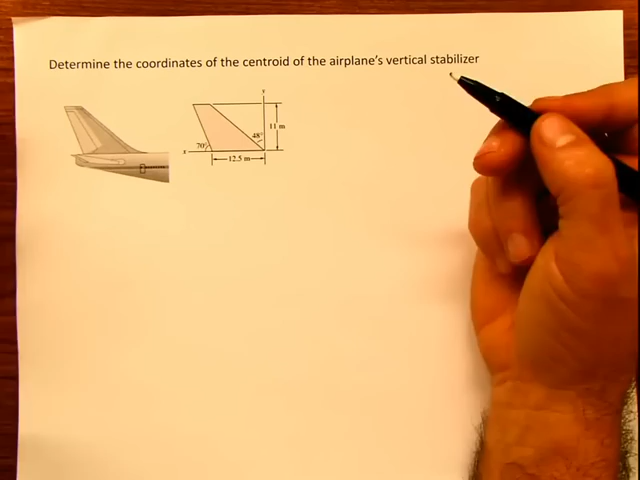 Determine the coordinates of the centroid of the airplane's vertical stabilizer
y
11 m
48°
70°
x
12.5 m